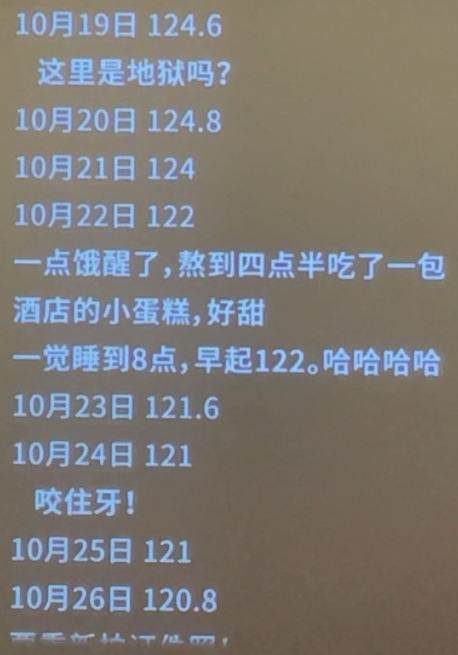 10月19日 124.6
这里是地狱吗?
10月20日 124.8
10月21日 124
10月22日 122
一点饿醒了,熬到四点半吃了一包
酒店的小蛋糕,好甜
一觉睡到8点,早起122。哈哈哈哈
10月23日 121.6
10月24日 121
咬住牙!
10月25日 121
10月26日 120.8